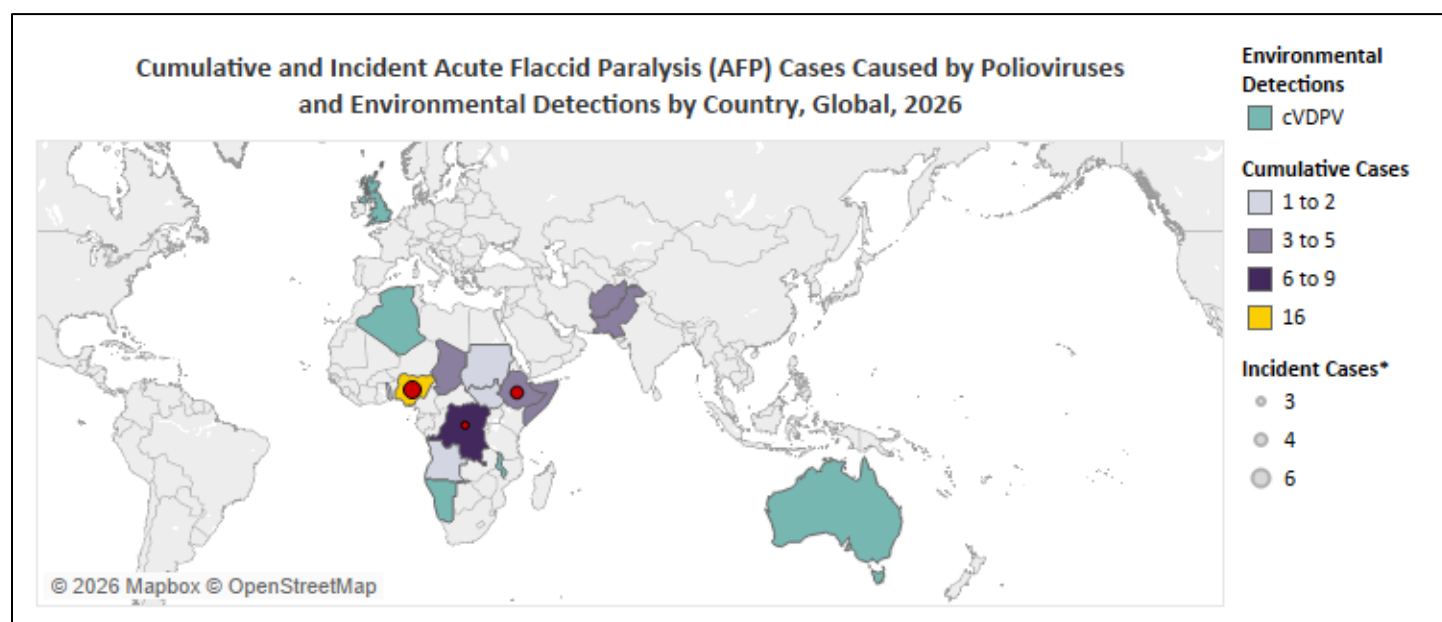 Cumulative and Incident Acute Flaccid Paralysis (AFP) Cases Caused by Polioviruses
and Environmental Detections by Country, Global, 2026
Environmental
Detections
cVDPV
Cumulative Cases
1 to 2
3 to 5
6 to 9
16
Incident Cases*
3
4
6
© 2026 Mapbox © OpenStreetMap